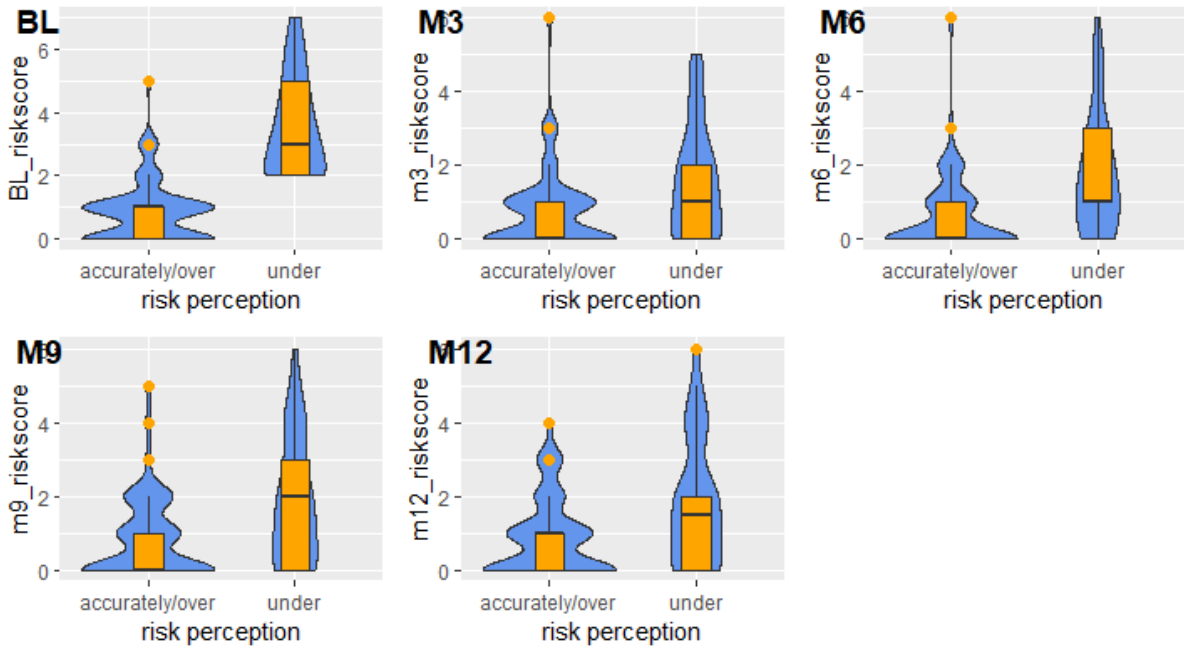 BL
BL_riskscore
6
4
2
0
accurately/over under
risk perception
M3
m3_riskscore
4
2
0
accurately/over under
risk perception
M6
m6_riskscore
4
2
0
accurately/over under
risk perception
M9
m9_riskscore
4
2
0
accurately/over under
risk perception
M12
m12_riskscore
4
2
0
accurately/over under
risk perception